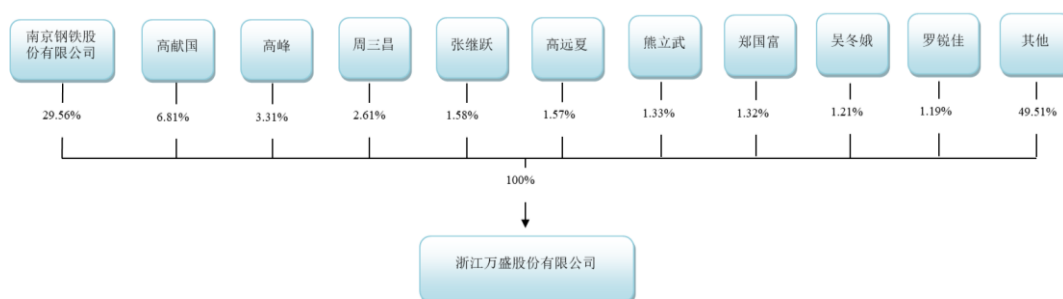 南京钢铁股
份有限公司
高献国
高峰
周三昌
张继跃
高远夏
熊立武
郑国富
吴冬娥
罗锐佳
其他
29.56%
6.81%
3.31%
2.61%
1.58%
1.57%
1.33%
1.32%
1.21%
1.19%
49.51%
100%
浙江万盛股份有限公司